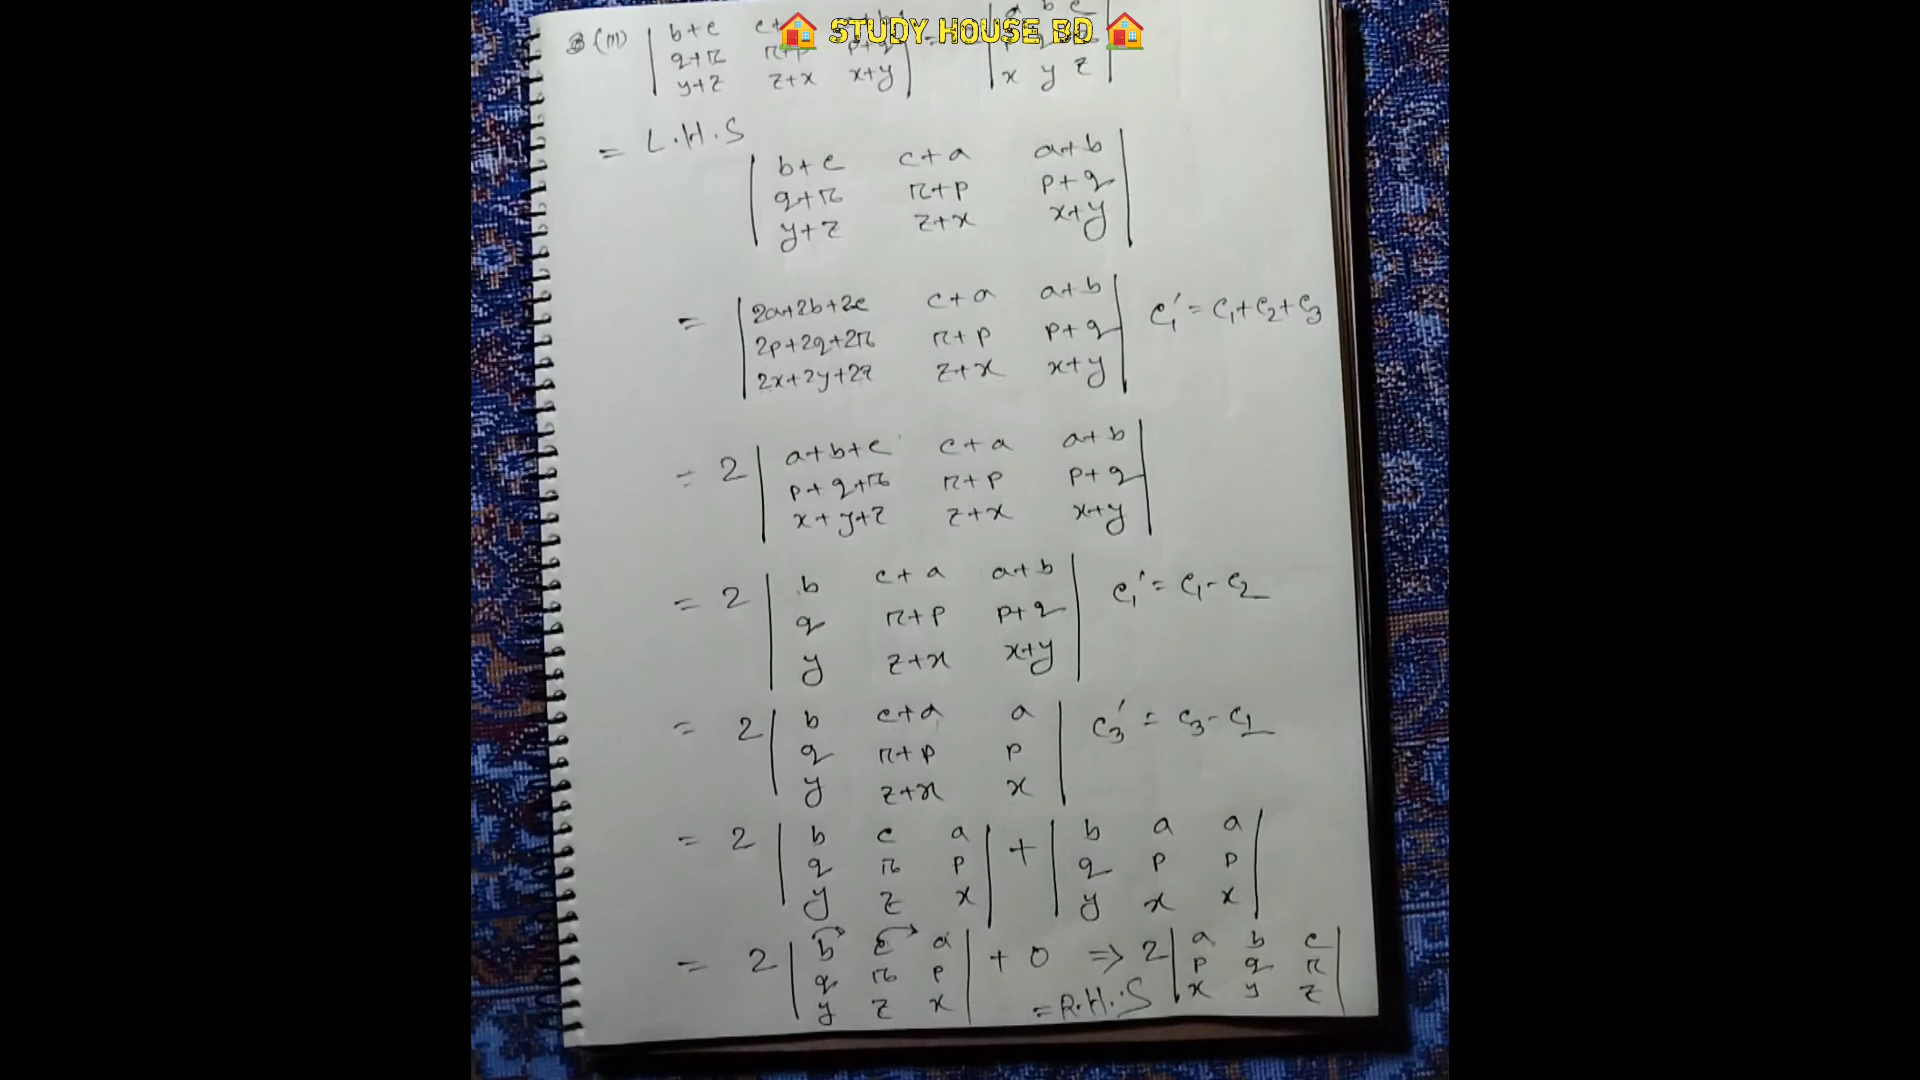 🏠 STUDY HOUSE BD 🏠
(III) | b+c c+ |
| q+r r+p p+q | = |
| y+z z+x x+y | | x y z |
= L.H.S
| b+c c+a a+b |
| q+r r+p p+q |
| y+z z+x x+y |
= | 2a+2b+2c c+a a+b | c₁' = c₁+c₂+c₃
| 2p+2q+2r r+p p+q |
| 2x+2y+2z z+x x+y |
= 2 | a+b+c c+a a+b |
| p+q+r r+p p+q |
| x+y+z z+x x+y |
= 2 | b c+a a+b | c₁' = c₁-c₂
| q r+p p+q |
| y z+x x+y |
= 2 | b c+a a | c₃' = c₃-c₁
| q r+p p |
| y z+x x |
= 2 | b c a | + | b a a |
| q r p | | q p p |
| y z x | | y x x |
= 2 | b c a | + 0 ⇒ 2 | a b c |
| q r p | | p q r |
| y z x | = R.H.S | x y z |